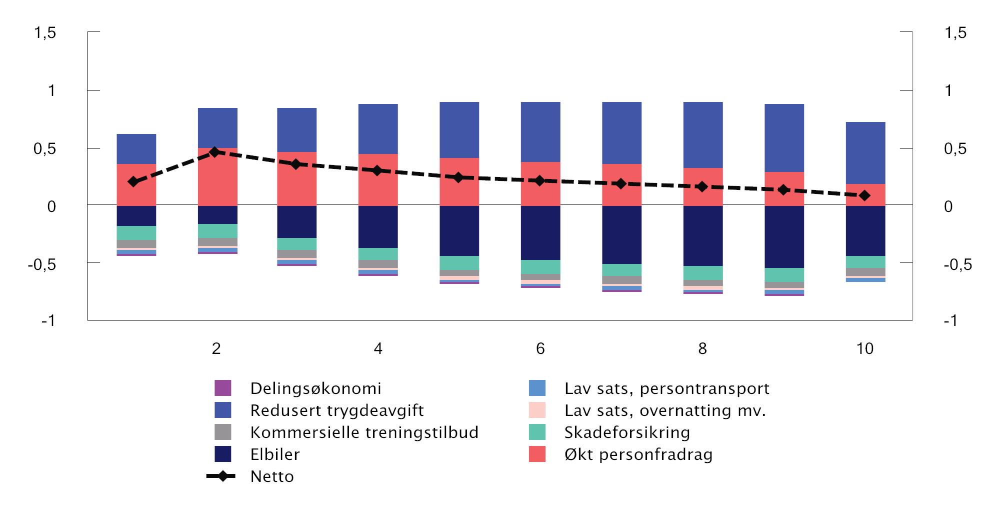 1,5 1,5
1 1
0,5 0,5
0 0
-0,5 -0,5
-1 -1
2 4 6 8 10
Delingsøkonomi Lav sats, persontransport
Redusert trygdeavgift Lav sats, overnatting mv.
Kommersielle treningstilbud Skadeforsikring
Elbiler Økt personfradrag
Netto